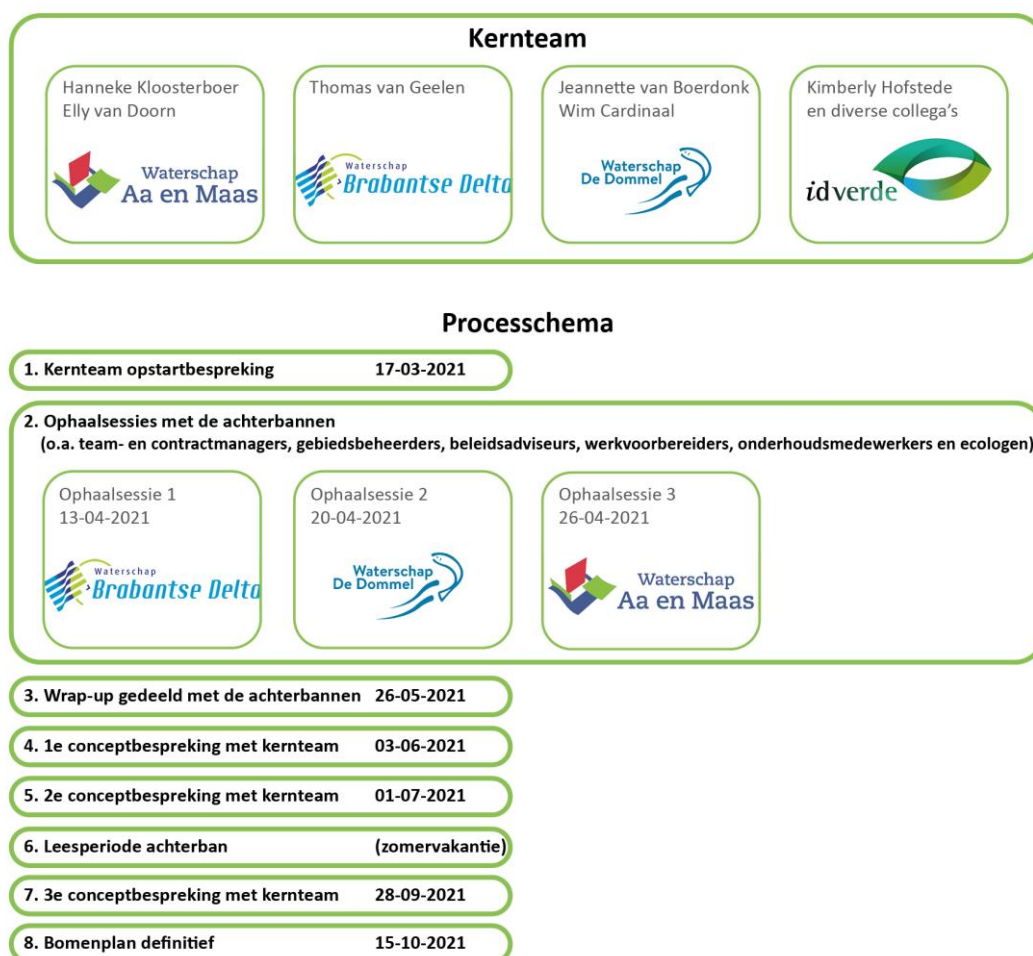 Kernteam
Hanneke Kloosterboer
Elly van Doorn
Waterschap
Aa en Maas
Thomas van Geelen
Waterschap
Brabantse Delta
Jeannette van Boerdonk
Wim Cardinaal
Waterschap
De Dommel
Kimberly Hofstede
en diverse collega's
idverde
Processchema
1. Kernteam opstartbespreking 17-03-2021
2. Ophaalsessies met de achterbannen
(o.a. team- en contractmanagers, gebiedsbeheerders, beleidsadviseurs, werkvoorbereiders, onderhoudsmedewerkers en ecologen)
Ophaalsessie 1
13-04-2021
Waterschap
Brabantse Delta
Ophaalsessie 2
20-04-2021
Waterschap
De Dommel
Ophaalsessie 3
26-04-2021
Waterschap
Aa en Maas
3. Wrap-up gedeeld met de achterbannen 26-05-2021
4. 1e conceptbespreking met kernteam 03-06-2021
5. 2e conceptbespreking met kernteam 01-07-2021
6. Leesperiode achterban (zomervakantie)
7. 3e conceptbespreking met kernteam 28-09-2021
8. Bomenplan definitief 15-10-2021